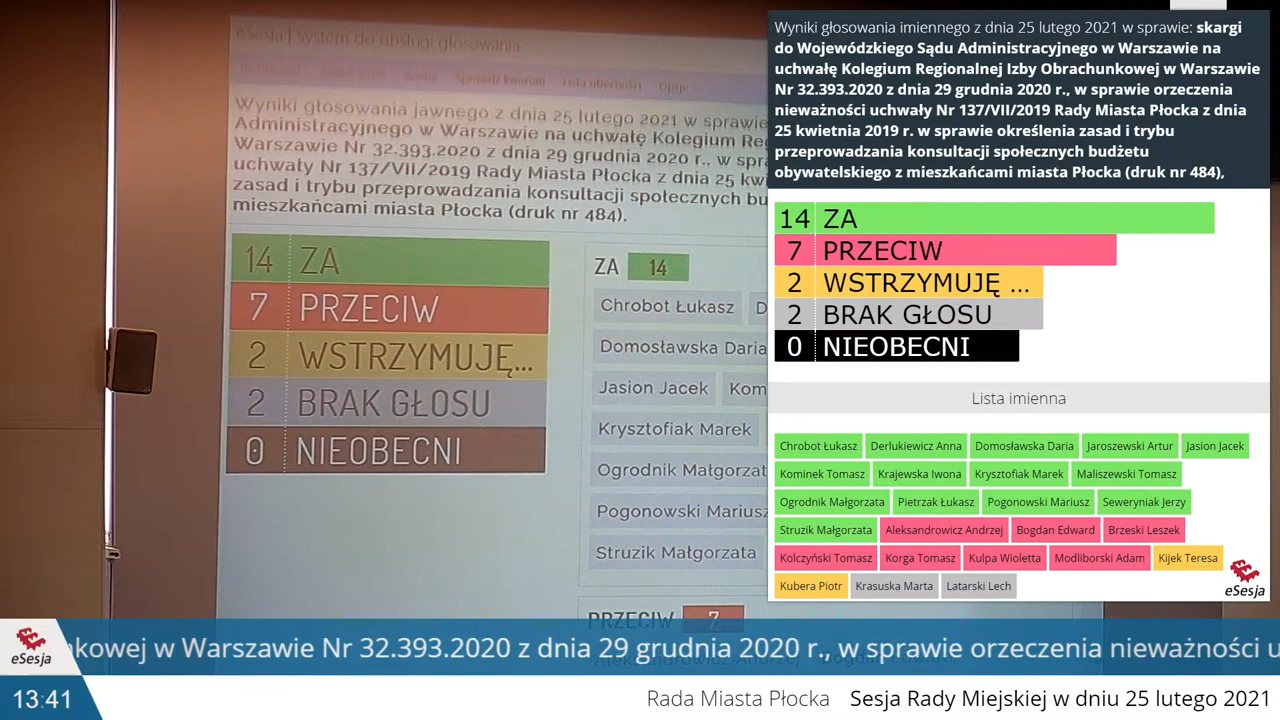 eSesja | System do obsługi głosowania
Sprawdź kworum Lista obecności Opcje
Wyniki głosowania jawnego z dnia 25 lutego 2021 w sprawie
Administracyjnego w Warszawie na uchwałę Kolegium Reg
Warszawie Nr 32.393.2020 z dnia 29 grudnia 2020 r., w spra
uchwały Nr 137/VII/2019 Rady Miasta Płocka z dnia 25 kwi
zasad i trybu przeprowadzania konsultacji społecznych bu
mieszkańcami miasta Płocka (druk nr 484).
14 ZA
7 PRZECIW
2 WSTRZYMUJĘ...
2 BRAK GŁOSU
0 NIEOBECNI
ZA 14
Chrobot Łukasz D
Domosławska Daria
Jasion Jacek Kom
Krysztofiak Marek
Ogrodnik Małgorzat
Pogonowski Mariusz
Struzik Małgorzata
PRZECIW 7
Wyniki głosowania imiennego z dnia 25 lutego 2021 w sprawie: skargi
do Wojewódzkiego Sądu Administracyjnego w Warszawie na
uchwałę Kolegium Regionalnej Izby Obrachunkowej w Warszawie
Nr 32.393.2020 z dnia 29 grudnia 2020 r., w sprawie orzeczenia
nieważności uchwały Nr 137/VII/2019 Rady Miasta Płocka z dnia
25 kwietnia 2019 r. w sprawie określenia zasad i trybu
przeprowadzania konsultacji społecznych budżetu
obywatelskiego z mieszkańcami miasta Płocka (druk nr 484),
14 ZA
7 PRZECIW
2 WSTRZYMUJĘ ...
2 BRAK GŁOSU
0 NIEOBECNI
Lista imienna
Chrobot Łukasz Derlukiewicz Anna Domosławska Daria Jaroszewski Artur Jasion Jacek
Kominek Tomasz Krajewska Iwona Krysztofiak Marek Maliszewski Tomasz
Ogrodnik Małgorzata Pietrzak Łukasz Pogonowski Mariusz Seweryniak Jerzy
Struzik Małgorzata Aleksandrowicz Andrzej Bogdan Edward Brzeski Leszek
Kolczyński Tomasz Korga Tomasz Kulpa Wioletta Modliborski Adam Kijek Teresa
Kubera Piotr Krasuska Marta Latarski Lech
eSesja
eSesja
nkowej w Warszawie Nr 32.393.2020 z dnia 29 grudnia 2020 r., w sprawie orzeczenia nieważności u
13:41
Rada Miasta Płocka Sesja Rady Miejskiej w dniu 25 lutego 2021